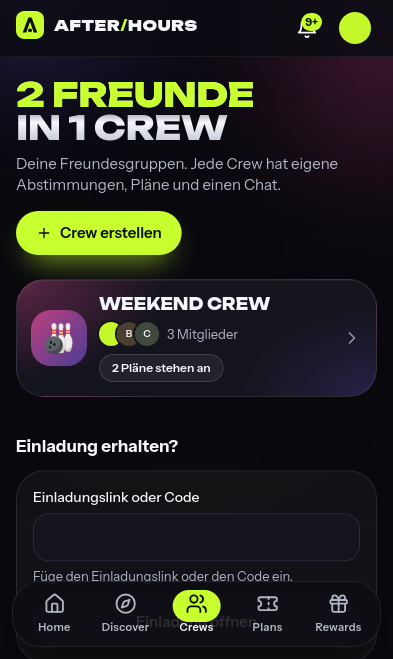 AFTER/HOURS
9+
2 FREUNDE
IN 1 CREW
Deine Freundesgruppen. Jede Crew hat eigene
Abstimmungen, Pläne und einen Chat.
+ Crew erstellen
WEEKEND CREW
B C 3 Mitglieder
2 Pläne stehen an
Einladung erhalten?
Einladungslink oder Code
Füge den Einladungslink oder den Code ein.
Einladung öffnen
Home Discover Crews Plans Rewards